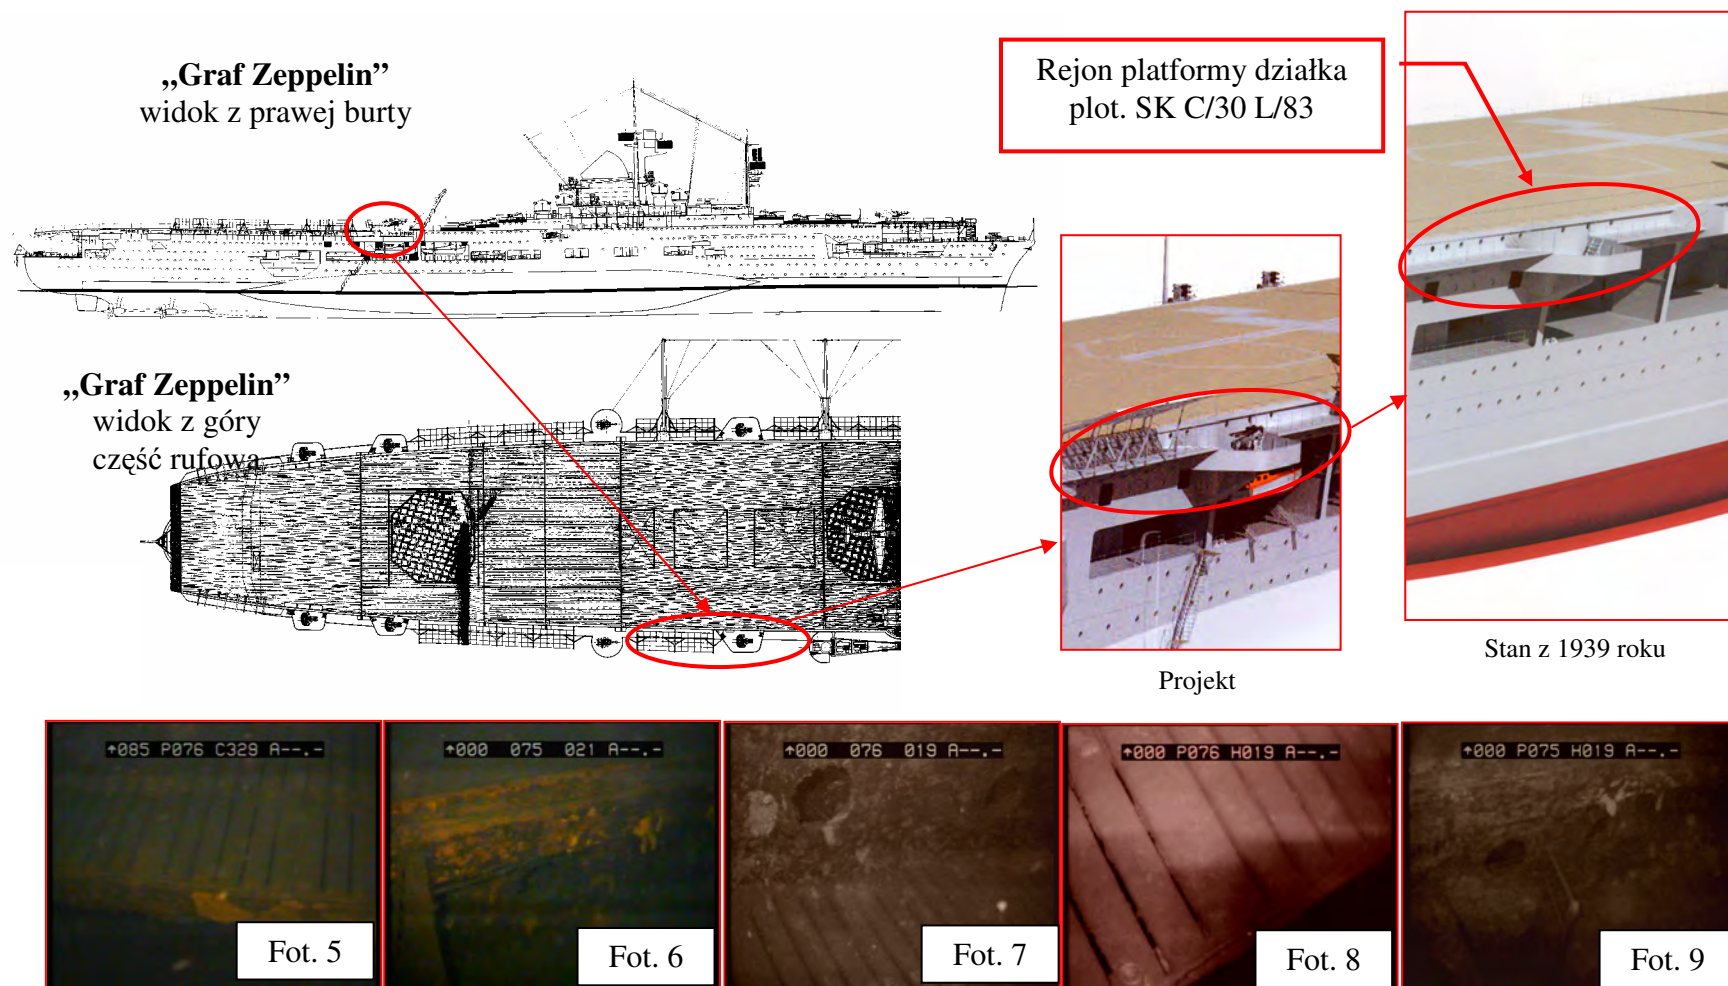 „Graf Zeppelin”
widok z prawej burty
Rejon platformy działka
plot. SK C/30 L/83
„Graf Zeppelin”
widok z góry
część rufowa
Projekt
Stan z 1939 roku
↑085 P076 C329 A--.-
Fot. 5
↑000 075 021 A--.-
Fot. 6
↑000 076 019 A--.-
Fot. 7
↑000 P076 H019 A--.-
Fot. 8
↑000 P075 H019 A--.-
Fot. 9